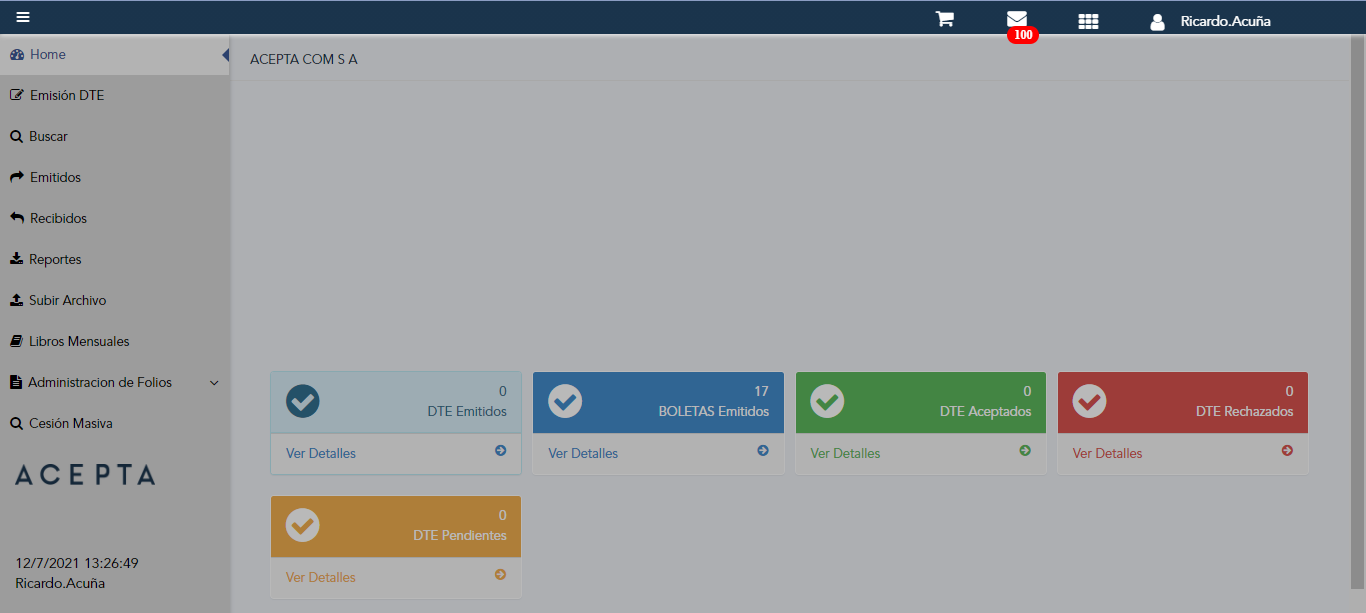 100
Ricardo.Acuña
Home
Emisión DTE
Buscar
Emitidos
Recibidos
Reportes
Subir Archivo
Libros Mensuales
Administracion de Folios
Cesión Masiva
ACEPTA
12/7/2021 13:26:49
Ricardo.Acuña
ACEPTA COM S A
0
DTE Emitidos
Ver Detalles
17
BOLETAS Emitidos
Ver Detalles
0
DTE Aceptados
Ver Detalles
0
DTE Rechazados
Ver Detalles
0
DTE Pendientes
Ver Detalles